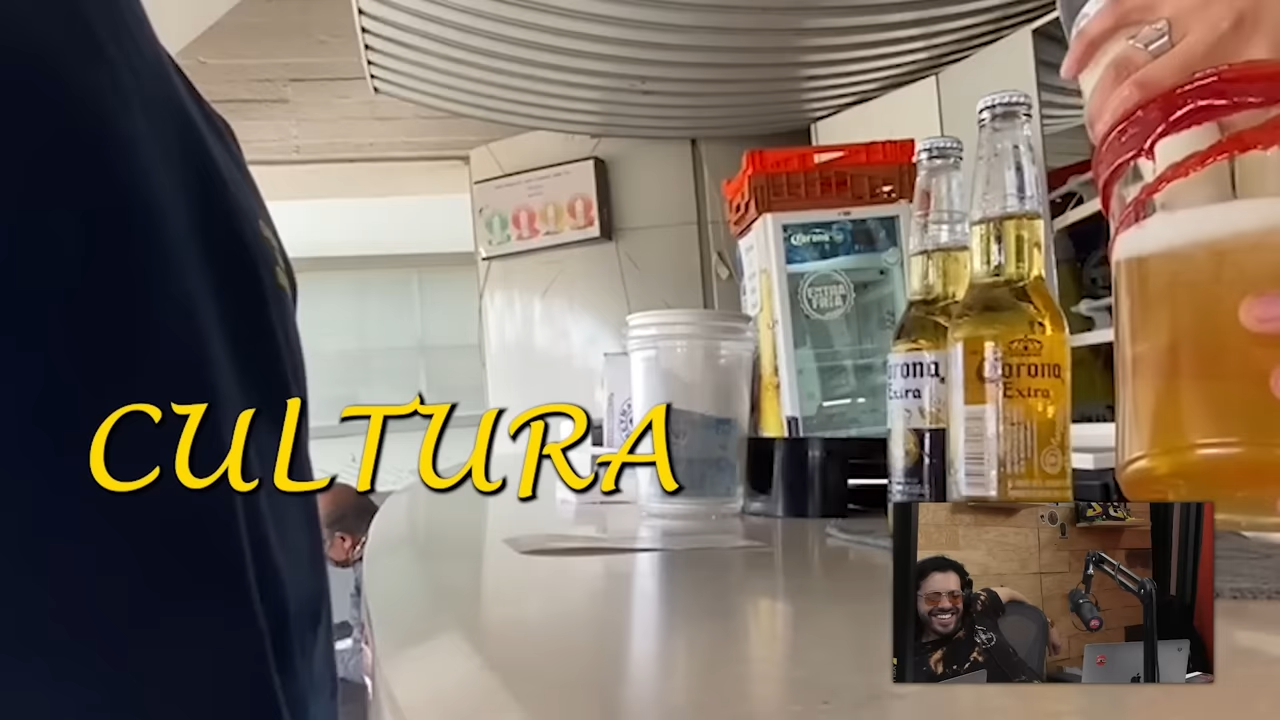 Corona
EXTRA
FRIA
Corona
Extra
Corona
Extra
CULTURA